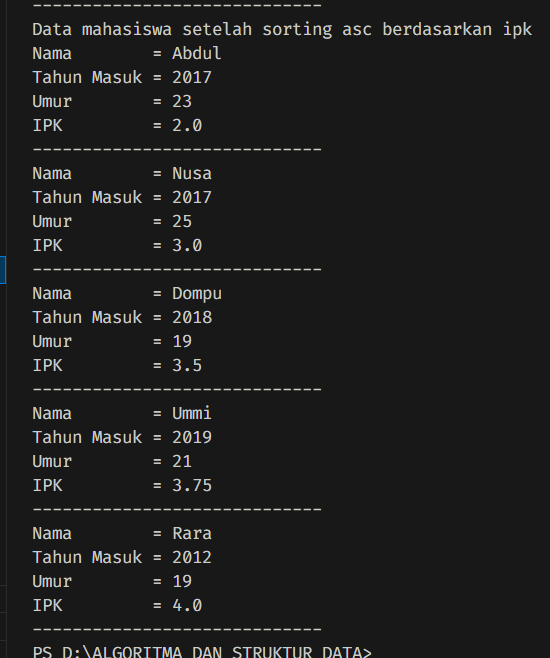 -----------------------------
Data mahasiswa setelah sorting asc berdasarkan ipk
Nama        = Abdul
Tahun Masuk = 2017
Umur        = 23
IPK         = 2.0
-----------------------------
Nama        = Nusa
Tahun Masuk = 2017
Umur        = 25
IPK         = 3.0
-----------------------------
Nama        = Dompu
Tahun Masuk = 2018
Umur        = 19
IPK         = 3.5
-----------------------------
Nama        = Ummi
Tahun Masuk = 2019
Umur        = 21
IPK         = 3.75
-----------------------------
Nama        = Rara
Tahun Masuk = 2012
Umur        = 19
IPK         = 4.0
-----------------------------
PS D:\ALGORITMA DAN STRUKTUR DATA>